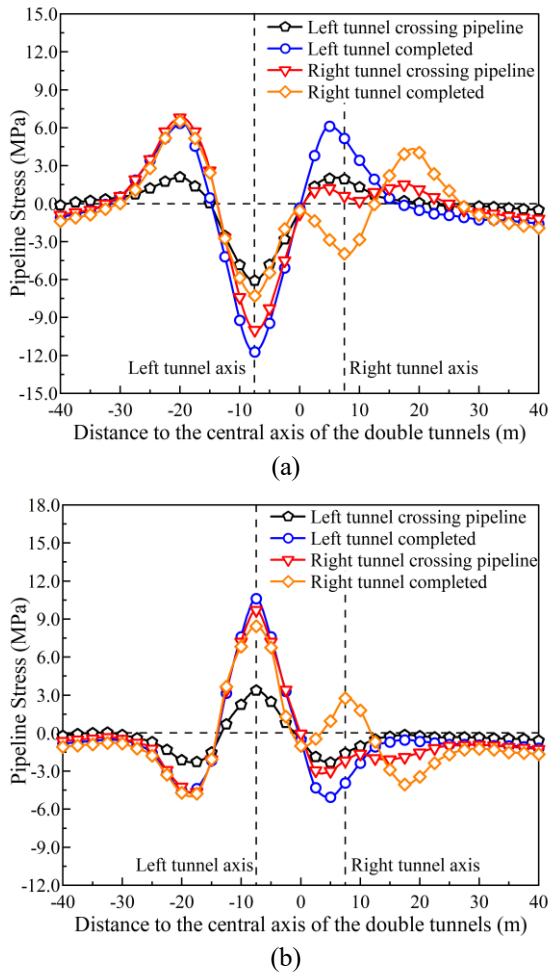 15.0
12.0
9.0
6.0
3.0
0.0
-3.0
-6.0
-9.0
-12.0
-15.0
Pipeline Stress (MPa)
Left tunnel crossing pipeline
Left tunnel completed
Right tunnel crossing pipeline
Right tunnel completed
Left tunnel axis
Right tunnel axis
-40 -30 -20 -10 0 10 20 30 40
Distance to the central axis of the double tunnels (m)
(a)
18.0
15.0
12.0
9.0
6.0
3.0
0.0
-3.0
-6.0
-9.0
-12.0
Pipeline Stress (MPa)
Left tunnel crossing pipeline
Left tunnel completed
Right tunnel crossing pipeline
Right tunnel completed
Left tunnel axis
Right tunnel axis
-40 -30 -20 -10 0 10 20 30 40
Distance to the central axis of the double tunnels (m)
(b)